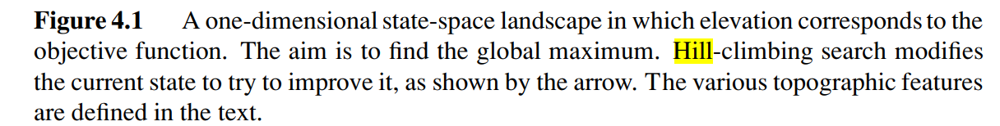 Figure 4.1 A one-dimensional state-space landscape in which elevation corresponds to the
objective function. The aim is to find the global maximum. Hill-climbing search modifies
the current state to try to improve it, as shown by the arrow. The various topographic features
are defined in the text.